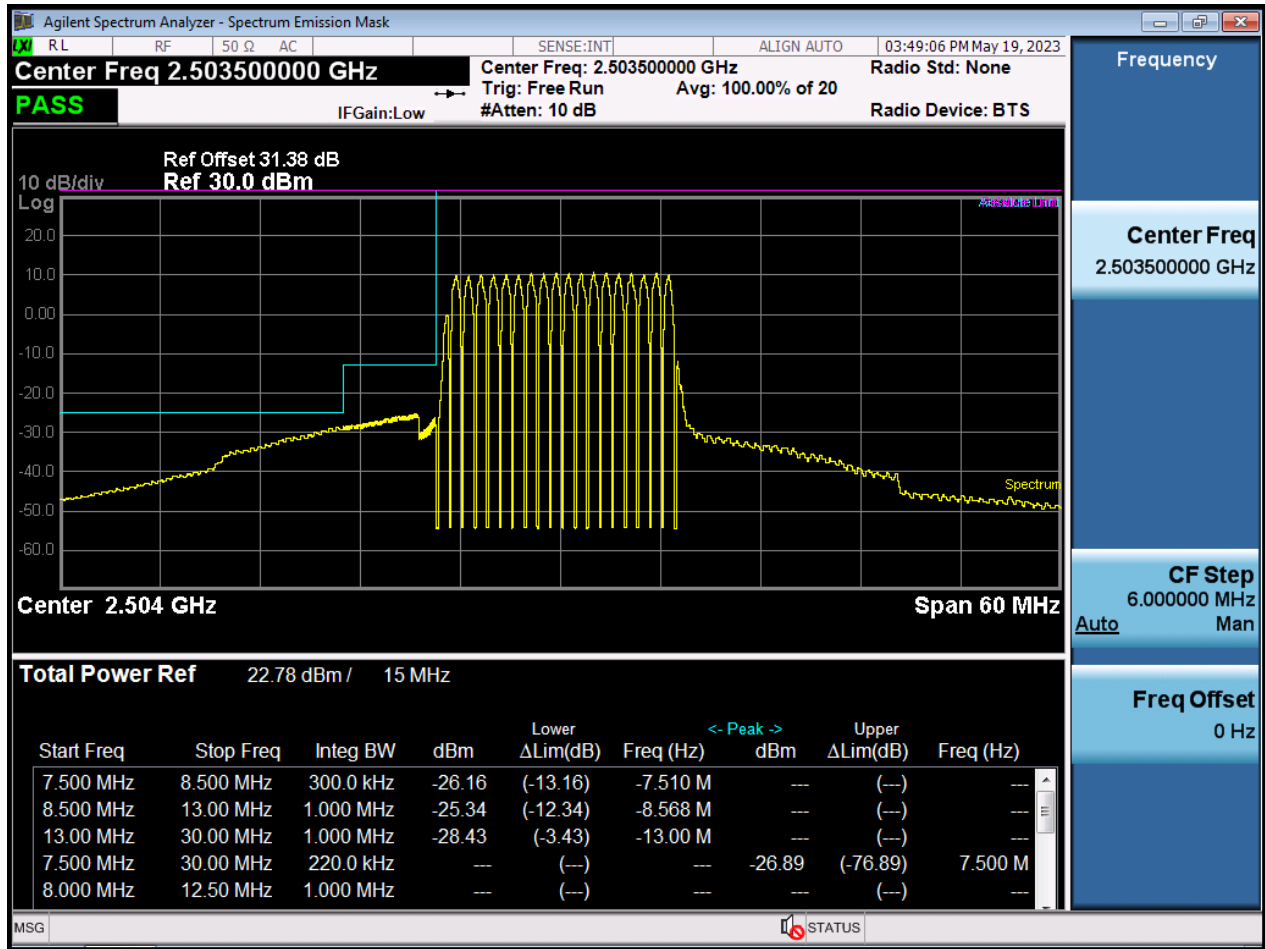 Agilent Spectrum Analyzer - Spectrum Emission Mask
LXI RL RF 50 Ω AC SENSE:INT ALIGN AUTO 03:49:06 PM May 19, 2023
Center Freq 2.503500000 GHz
Center Freq: 2.503500000 GHz
Radio Std: None
Trig: Free Run Avg: 100.00% of 20
PASS
IFGain:Low
#Atten: 10 dB
Radio Device: BTS
Ref Offset 31.38 dB
10 dB/div Ref 30.0 dBm
Log
20.0
10.0
0.00
-10.0
-20.0
-30.0
-40.0
-50.0
-60.0
Spectrum
Center 2.504 GHz Span 60 MHz
Total Power Ref 22.78 dBm / 15 MHz
Lower <- Peak -> Upper
Start Freq Stop Freq Integ BW dBm ΔLim(dB) Freq (Hz) dBm ΔLim(dB) Freq (Hz)
7.500 MHz 8.500 MHz 300.0 kHz -26.16 (-13.16) -7.510 M --- (---) ---
8.500 MHz 13.00 MHz 1.000 MHz -25.34 (-12.34) -8.568 M --- (---) ---
13.00 MHz 30.00 MHz 1.000 MHz -28.43 (-3.43) -13.00 M --- (---) ---
7.500 MHz 30.00 MHz 220.0 kHz --- (---) --- -26.89 (-76.89) 7.500 M
8.000 MHz 12.50 MHz 1.000 MHz --- (---) --- --- (---) ---
MSG STATUS
Frequency
Center Freq
2.503500000 GHz
CF Step
6.000000 MHz
Auto Man
Freq Offset
0 Hz